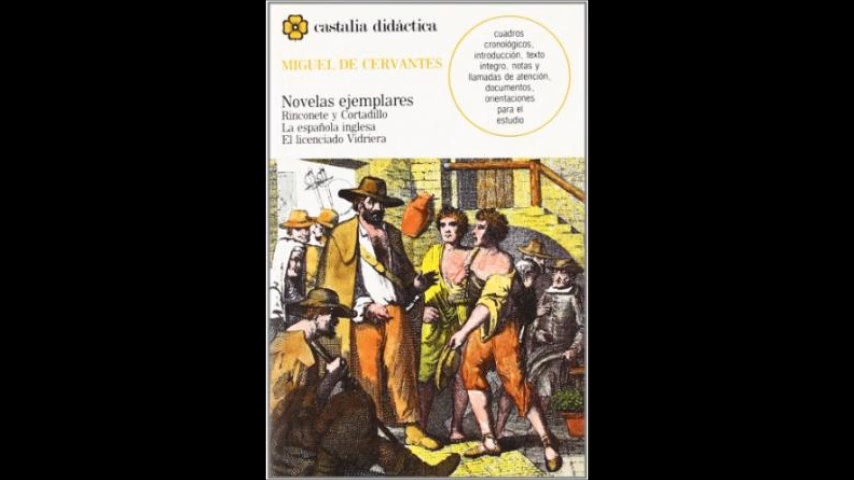 castalia didáctica
MIGUEL DE CERVANTES
Novelas ejemplares
Rinconete y Cortadillo
La española inglesa
El licenciado Vidriera
cuadros
cronológicos,
introducción, texto
íntegro, notas y
llamadas de atención,
documentos,
orientaciones
para el
estudio